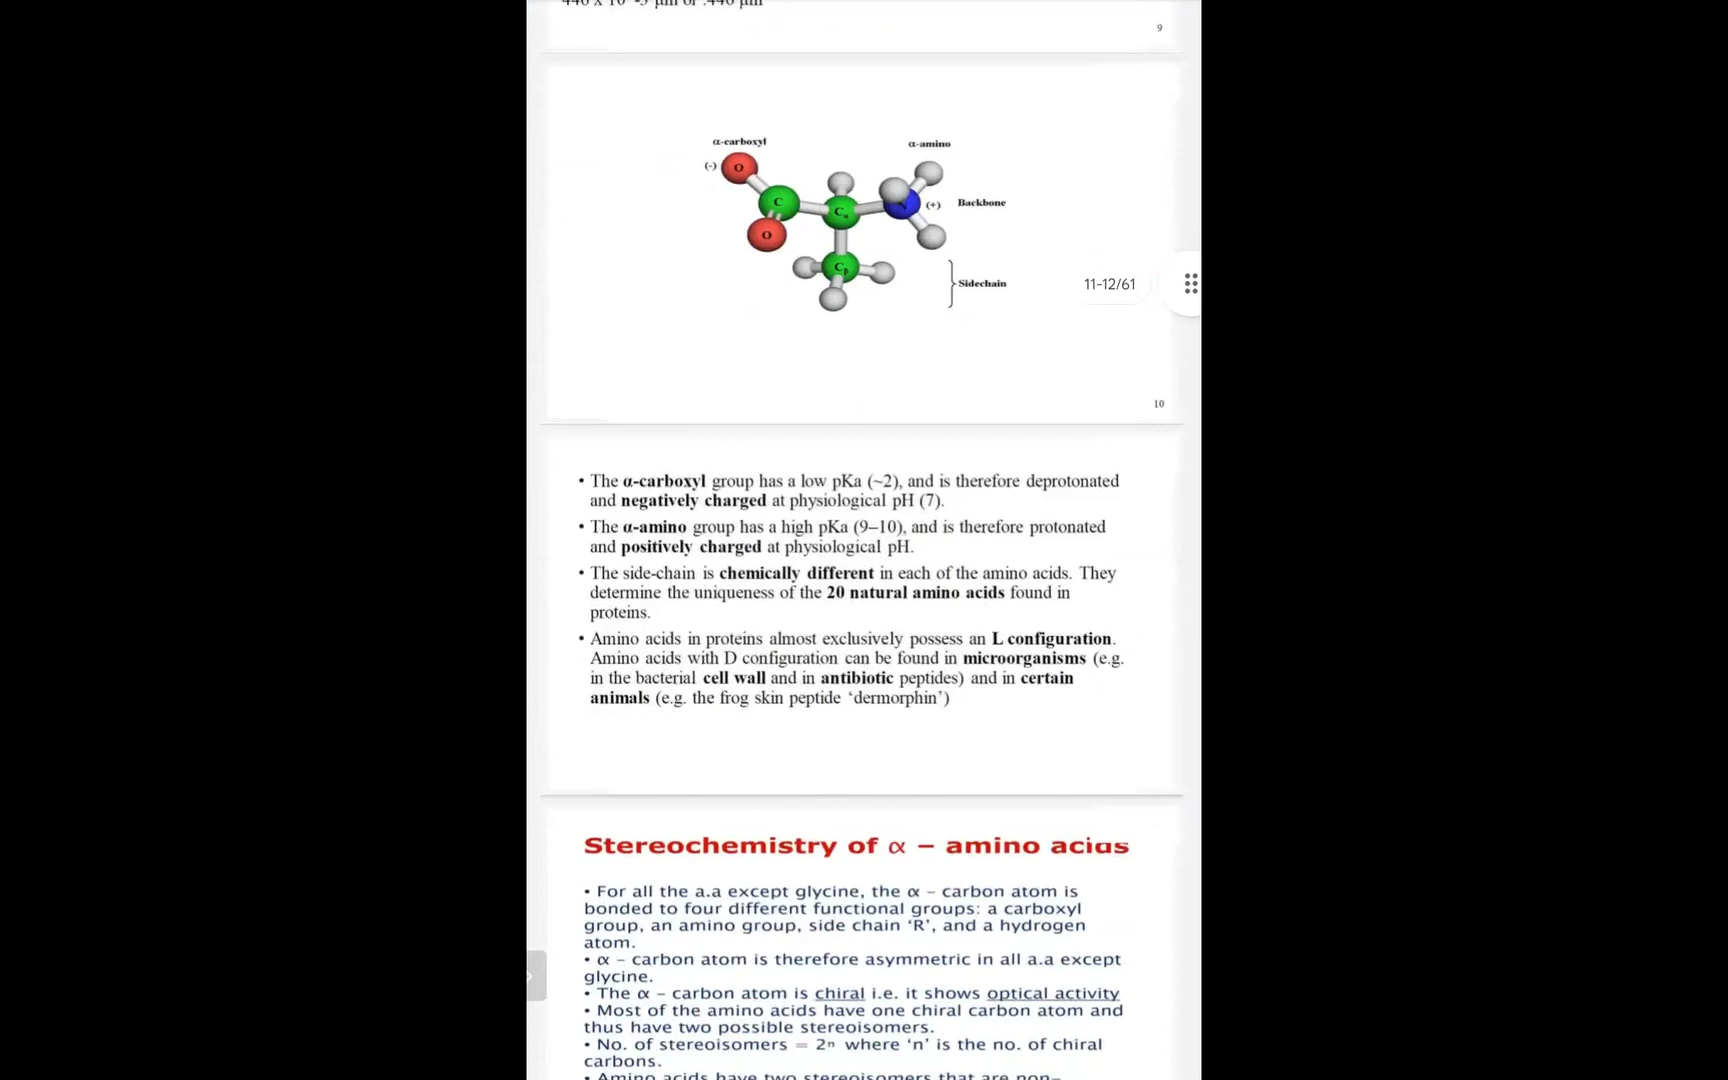 9
α-carboxyl
α-amino
(-)
O
C
Cα
(+)
Backbone
O
Cβ
Sidechain
11-12/61
10
• The α-carboxyl group has a low pKa (~2), and is therefore deprotonated
and negatively charged at physiological pH (7).
• The α-amino group has a high pKa (9–10), and is therefore protonated
and positively charged at physiological pH.
• The side-chain is chemically different in each of the amino acids. They
determine the uniqueness of the 20 natural amino acids found in
proteins.
• Amino acids in proteins almost exclusively possess an L configuration.
Amino acids with D configuration can be found in microorganisms (e.g.
in the bacterial cell wall and in antibiotic peptides) and in certain
animals (e.g. the frog skin peptide ‘dermorphin’)
Stereochemistry of α – amino acids
• For all the a.a except glycine, the α – carbon atom is
bonded to four different functional groups: a carboxyl
group, an amino group, side chain ‘R’, and a hydrogen
atom.
• α – carbon atom is therefore asymmetric in all a.a except
glycine.
• The α – carbon atom is chiral i.e. it shows optical activity
• Most of the amino acids have one chiral carbon atom and
thus have two possible stereoisomers.
• No. of stereoisomers = 2ⁿ where ‘n’ is the no. of chiral
carbons.
• Amino acids have two stereoisomers that are non-